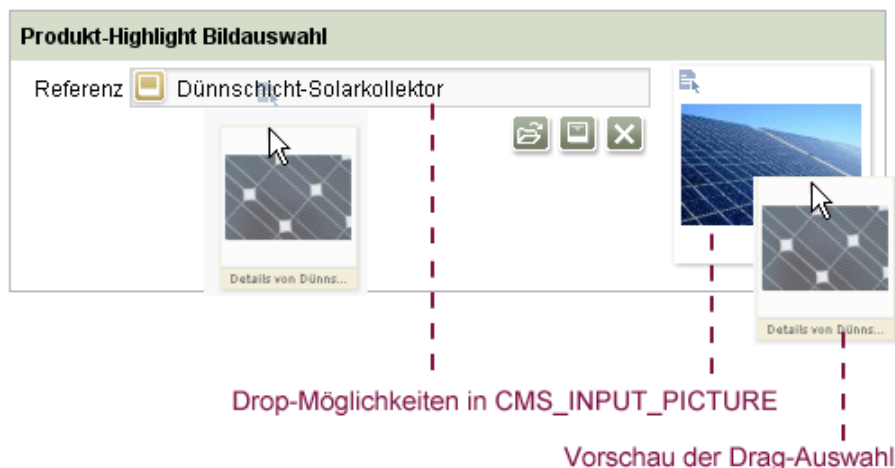 Produkt-Highlight Bildauswahl
Referenz Dünnschicht-Solarkollektor
Details von Dünns...
Details von Dünns...
Drop-Möglichkeiten in CMS_INPUT_PICTURE
Vorschau der Drag-Auswahl